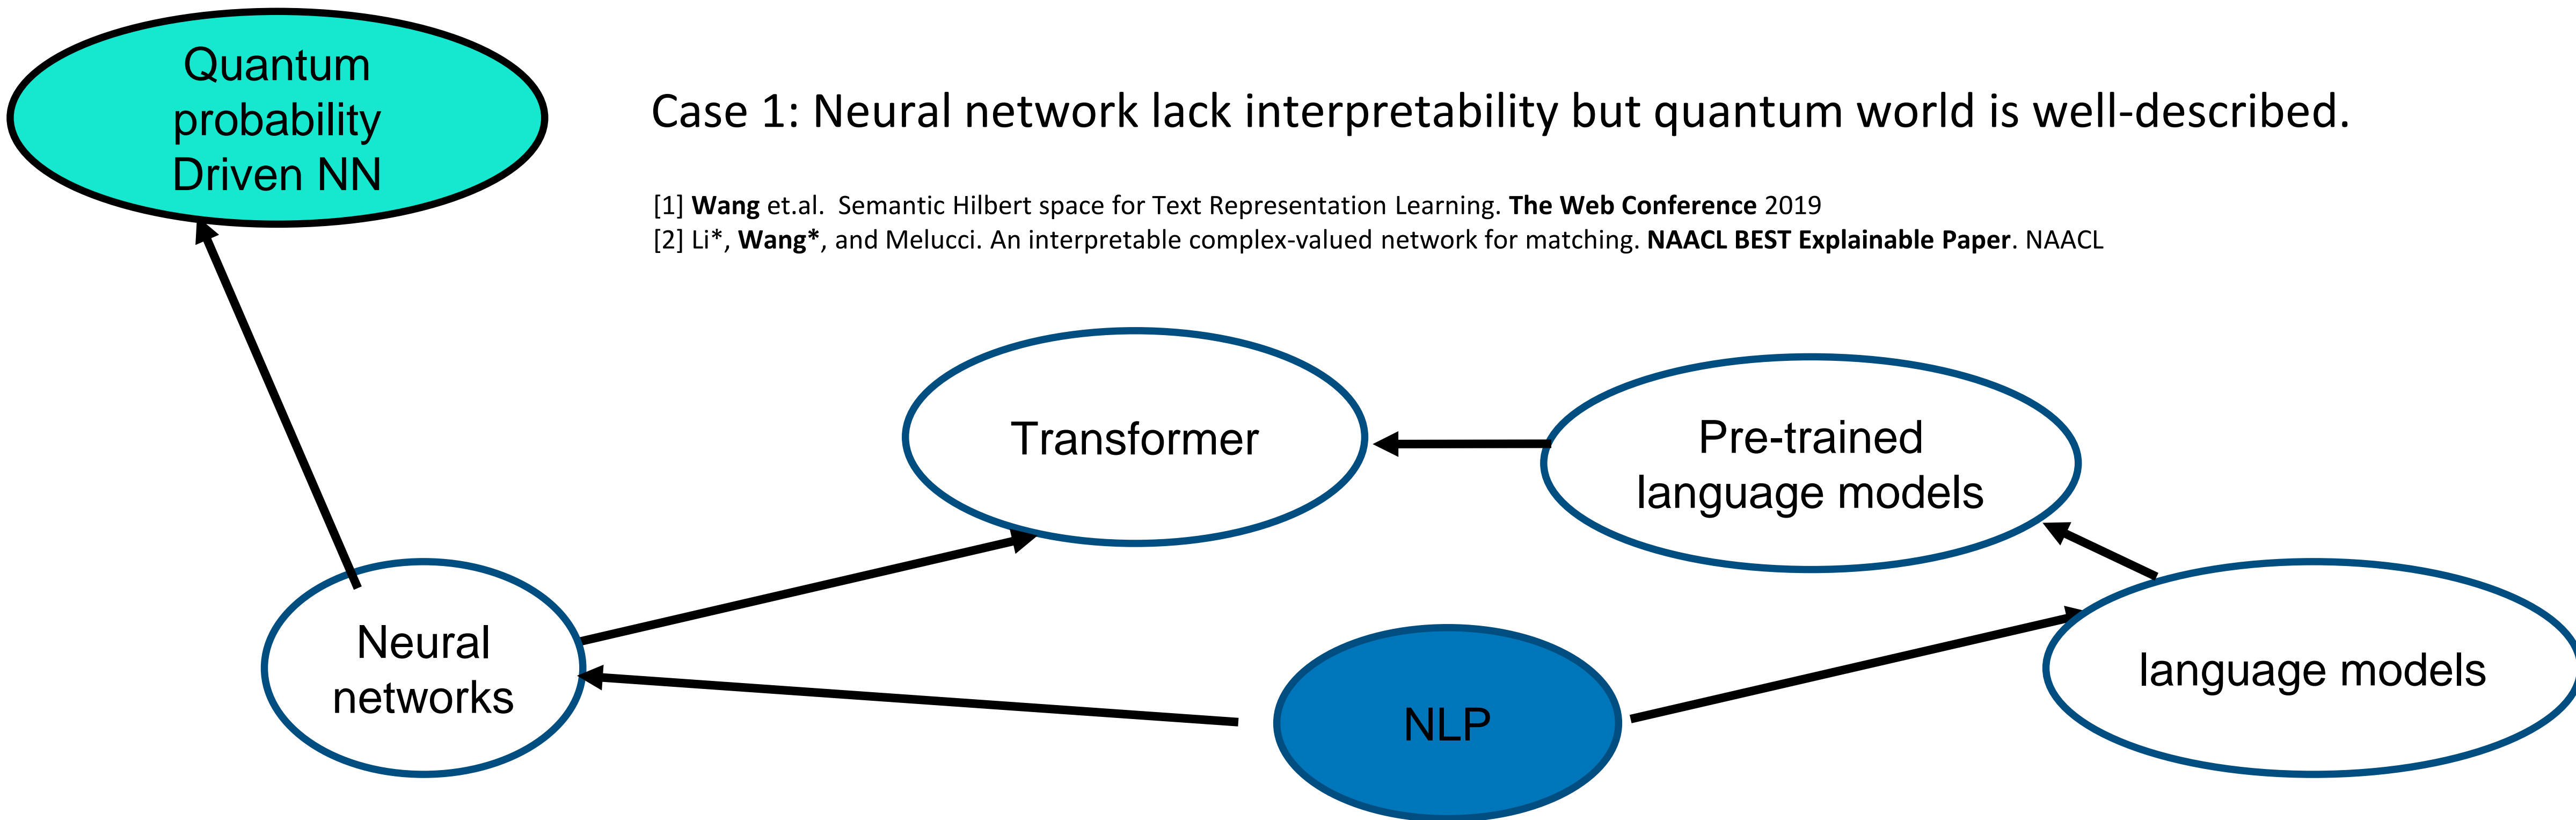 Quantum
probability
Driven NN
Case 1: Neural network lack interpretability but quantum world is well-described.
[1] Wang et.al. Semantic Hilbert space for Text Representation Learning. The Web Conference 2019
[2] Li*, Wang*, and Melucci. An interpretable complex-valued network for matching. NAACL BEST Explainable Paper. NAACL
Transformer
Pre-trained
language models
Neural
networks
NLP
language models